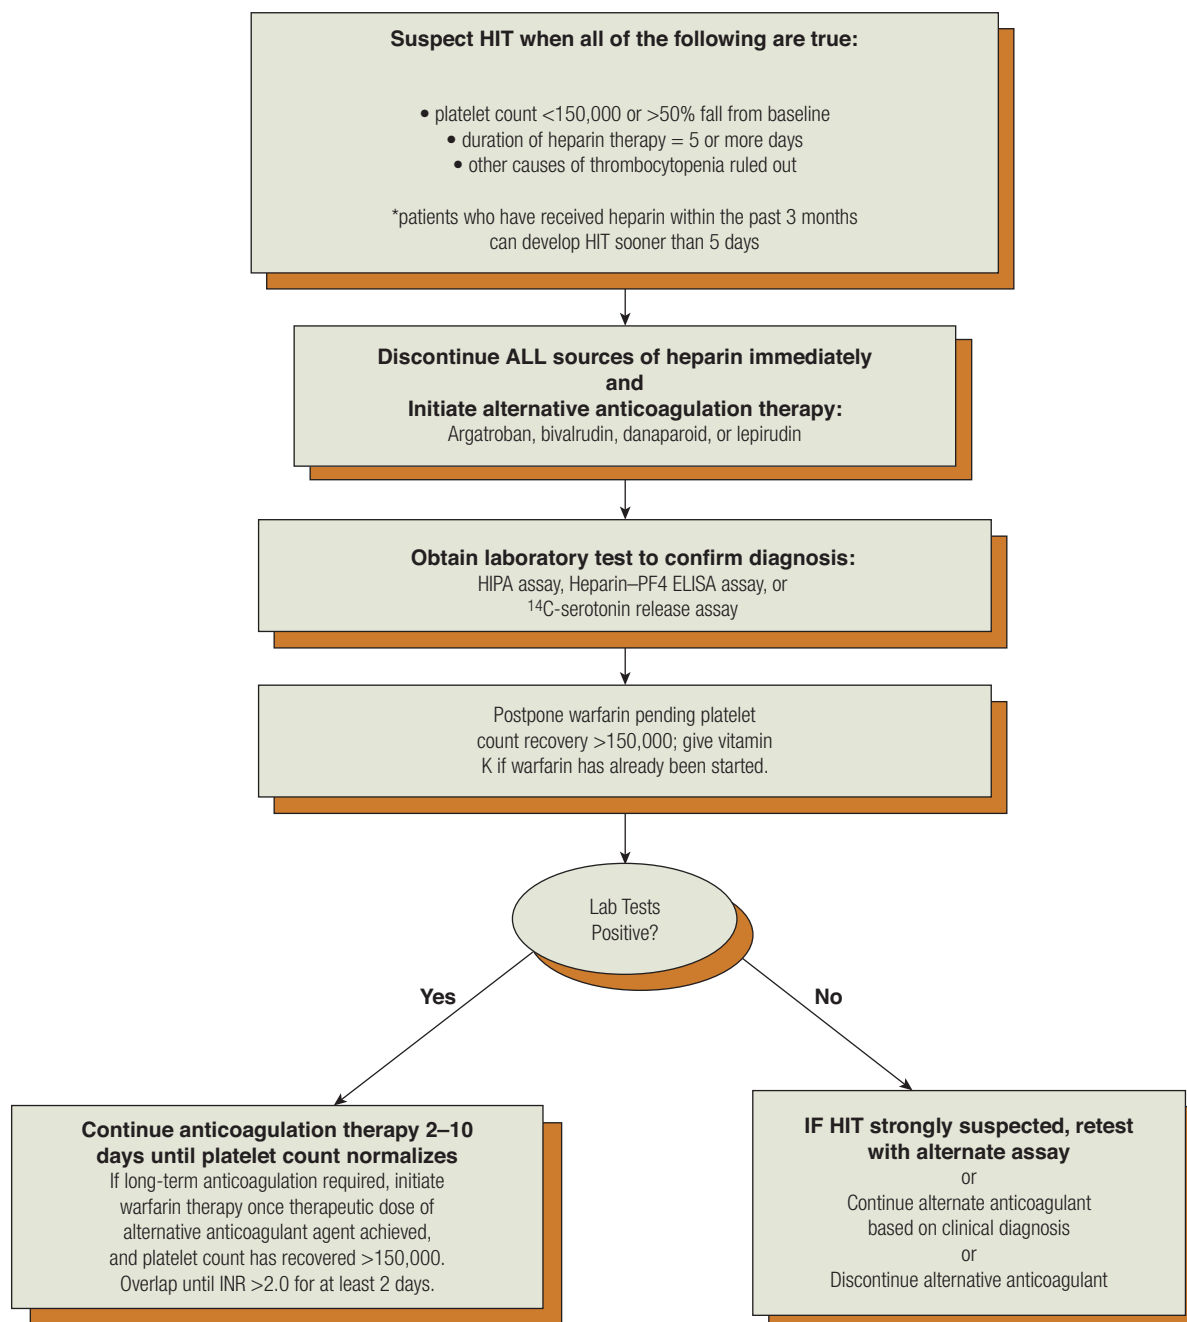 Suspect HIT when all of the following are true:
• platelet count <150,000 or >50% fall from baseline
• duration of heparin therapy = 5 or more days
• other causes of thrombocytopenia ruled out
*patients who have received heparin within the past 3 months
can develop HIT sooner than 5 days
Discontinue ALL sources of heparin immediately
and
Initiate alternative anticoagulation therapy:
Argatroban, bivalrudin, danaparoid, or lepirudin
Obtain laboratory test to confirm diagnosis:
HIPA assay, Heparin–PF4 ELISA assay, or
¹⁴C-serotonin release assay
Postpone warfarin pending platelet
count recovery >150,000; give vitamin
K if warfarin has already been started.
Lab Tests
Positive?
Yes
No
Continue anticoagulation therapy 2–10
days until platelet count normalizes
If long-term anticoagulation required, initiate
warfarin therapy once therapeutic dose of
alternative anticoagulant agent achieved,
and platelet count has recovered >150,000.
Overlap until INR >2.0 for at least 2 days.
IF HIT strongly suspected, retest
with alternate assay
or
Continue alternate anticoagulant
based on clinical diagnosis
or
Discontinue alternative anticoagulant